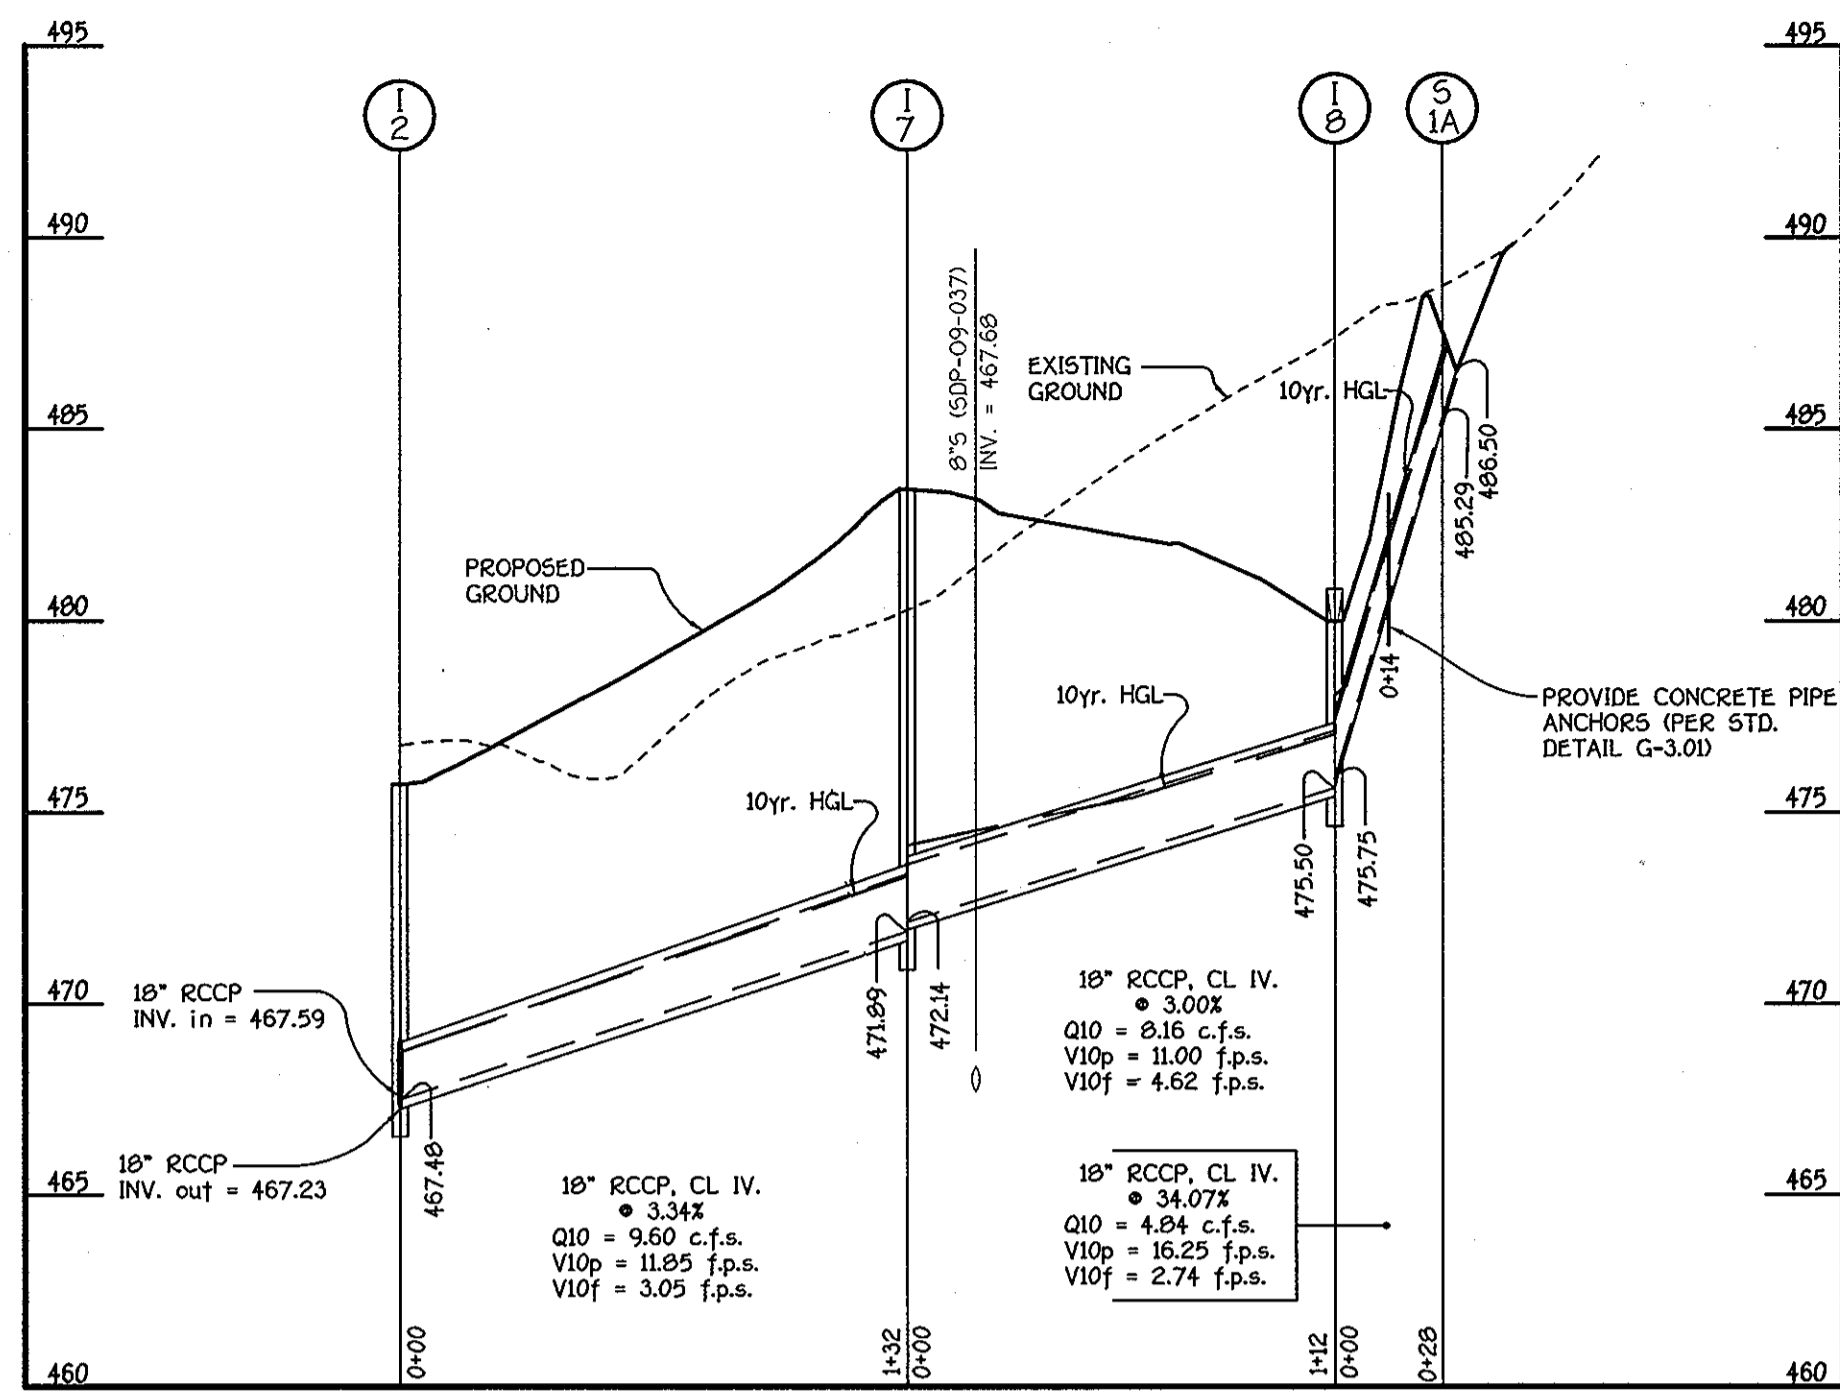 495
490
485
480
475
470
465
460
I
2
I
7
I
8
S
1A
495
490
485
480
475
470
465
460
8"S (SDP-09-037)
INV. = 467.68
EXISTING
GROUND
10yr. HGL
485.29
486.50
PROPOSED
GROUND
0+14
PROVIDE CONCRETE PIPE
ANCHORS (PER STD.
DETAIL G-3.01)
10yr. HGL
10yr. HGL
475.50
475.75
471.89
472.14
18" RCCP
INV. in = 467.59
18" RCCP
INV. out = 467.23
467.48
18" RCCP, CL IV.
@ 3.00%
Q10 = 8.16 c.f.s.
V10p = 11.00 f.p.s.
V10f = 4.62 f.p.s.
18" RCCP, CL IV.
@ 3.34%
Q10 = 9.60 c.f.s.
V10p = 11.85 f.p.s.
V10f = 3.05 f.p.s.
18" RCCP, CL IV.
@ 34.07%
Q10 = 4.84 c.f.s.
V10p = 16.25 f.p.s.
V10f = 2.74 f.p.s.
0+00
1+32
0+00
1+12
0+00
0+28